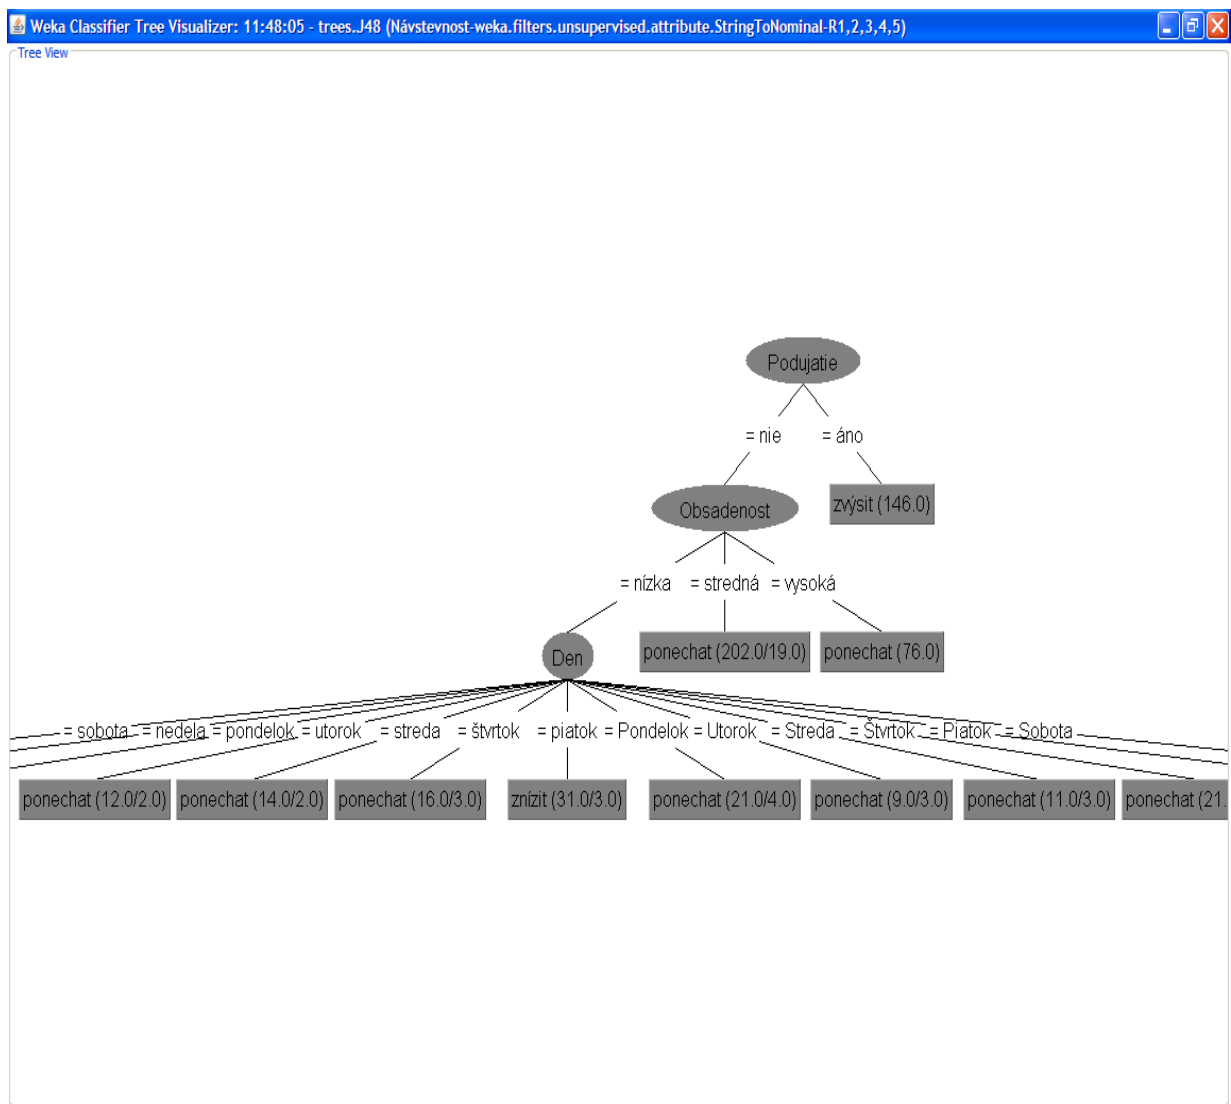 Weka Classifier Tree Visualizer: 11:48:05 - trees.J48 (Návstevnost-weka.filters.unsupervised.attribute.StringToNominal-R1,2,3,4,5)
Tree View
Podujatie
= nie = áno
Obsadenost zvýsit (146.0)
= nízka = stredná = vysoká
Den ponechat (202.0/19.0) ponechat (76.0)
= sobota = nedela = pondelok = utorok = streda = štvrtok = piatok = Pondelok = Utorok = Streda = Štvrtok = Piatok = Sobota
ponechat (12.0/2.0) ponechat (14.0/2.0) ponechat (16.0/3.0) znízit (31.0/3.0) ponechat (21.0/4.0) ponechat (9.0/3.0) ponechat (11.0/3.0) ponechat (21.